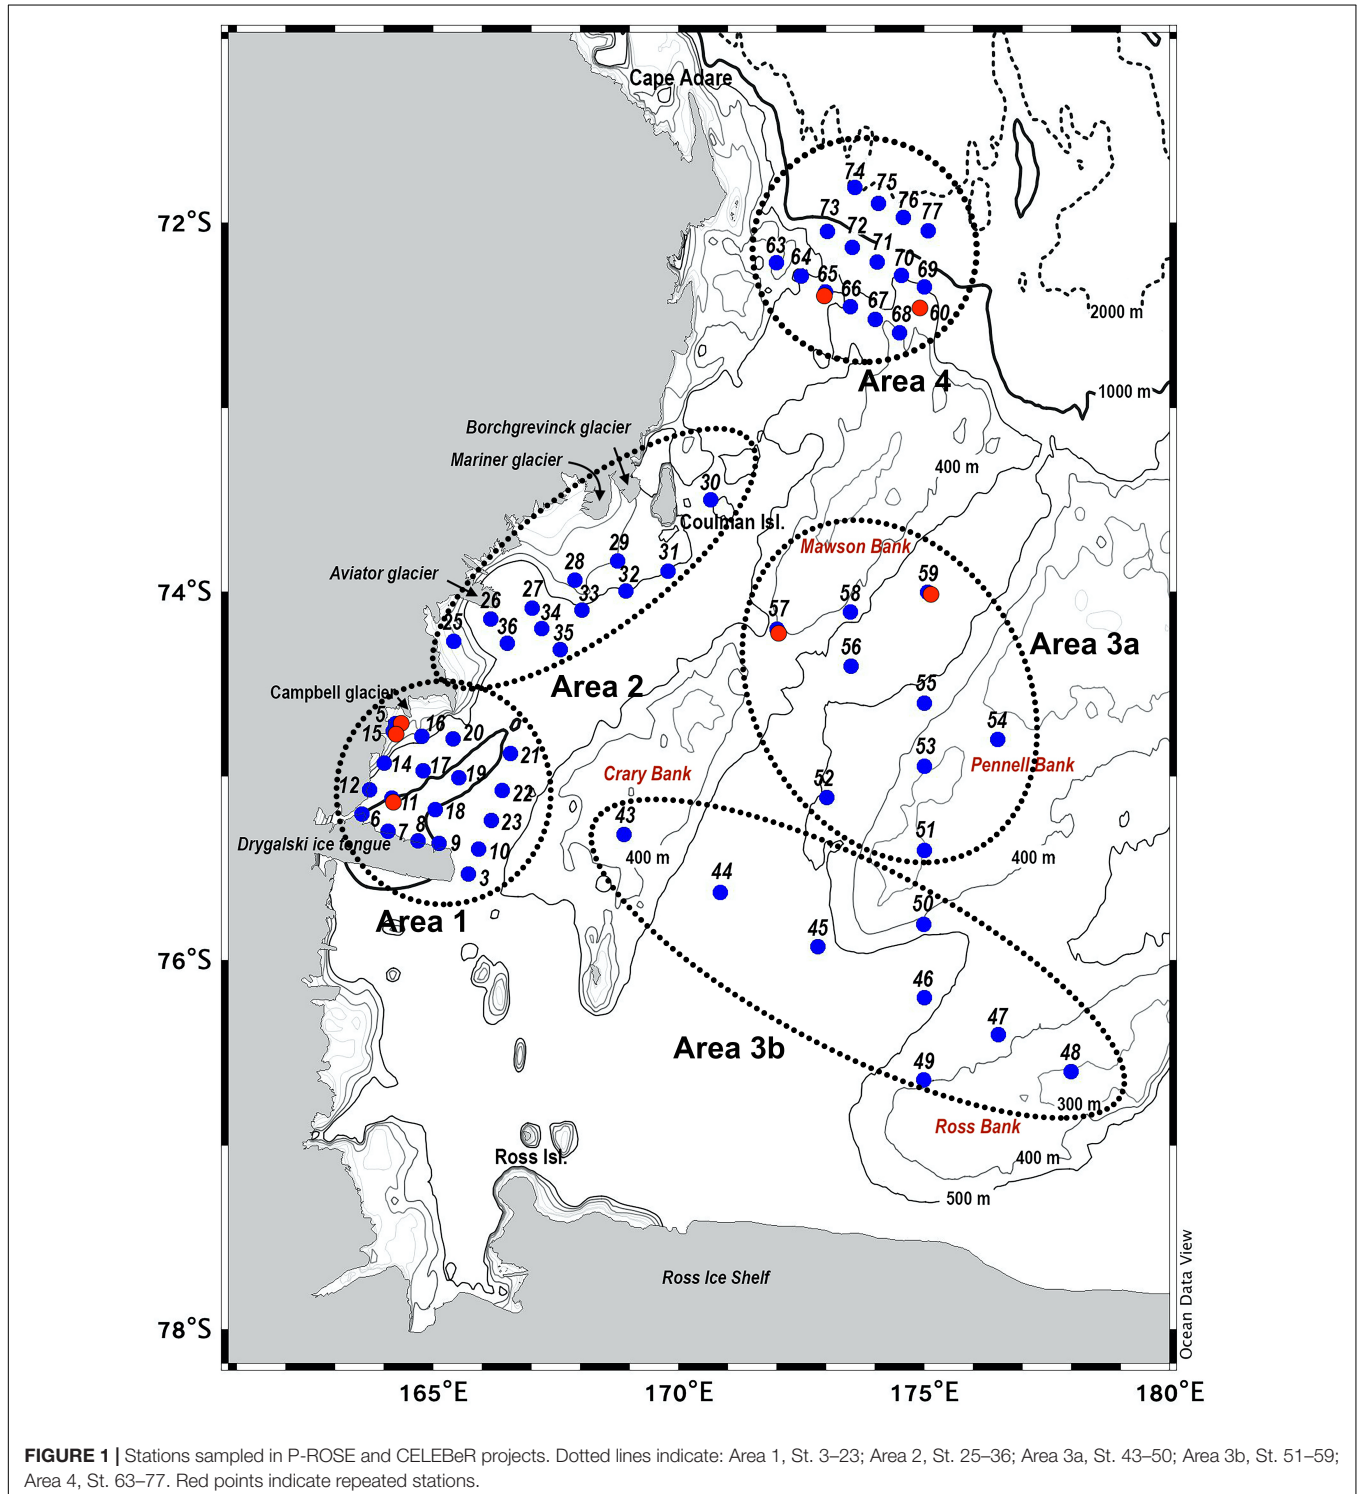 Cape Adare
74
75
76
77
73
72
71
70
69
63
64
65
66
67
68
60
72°S
2000 m
1000 m
Area 4
Borchgrevinck glacier
Mariner glacier
400 m
30
Coulman Isl.
Mawson Bank
29
31
28
32
Aviator glacier
27
33
26
34
25
36
35
74°S
59
58
57
56
Area 3a
Area 2
55
Campbell glacier
5
15
16
20
54
53
Pennell Bank
14
17
19
21
Crary Bank
52
12
11
18
22
43
6
7
8
9
23
10
3
Drygalski ice tongue
51
400 m
400 m
44
Area 1
50
45
76°S
46
47
Area 3b
49
48
300 m
Ross Bank
Ross Isl.
400 m
500 m
Ross Ice Shelf
78°S
Ocean Data View
165°E
170°E
175°E
180°E
FIGURE 1 | Stations sampled in P-ROSE and CELEBeR projects. Dotted lines indicate: Area 1, St. 3–23; Area 2, St. 25–36; Area 3a, St. 43–50; Area 3b, St. 51–59;
Area 4, St. 63–77. Red points indicate repeated stations.